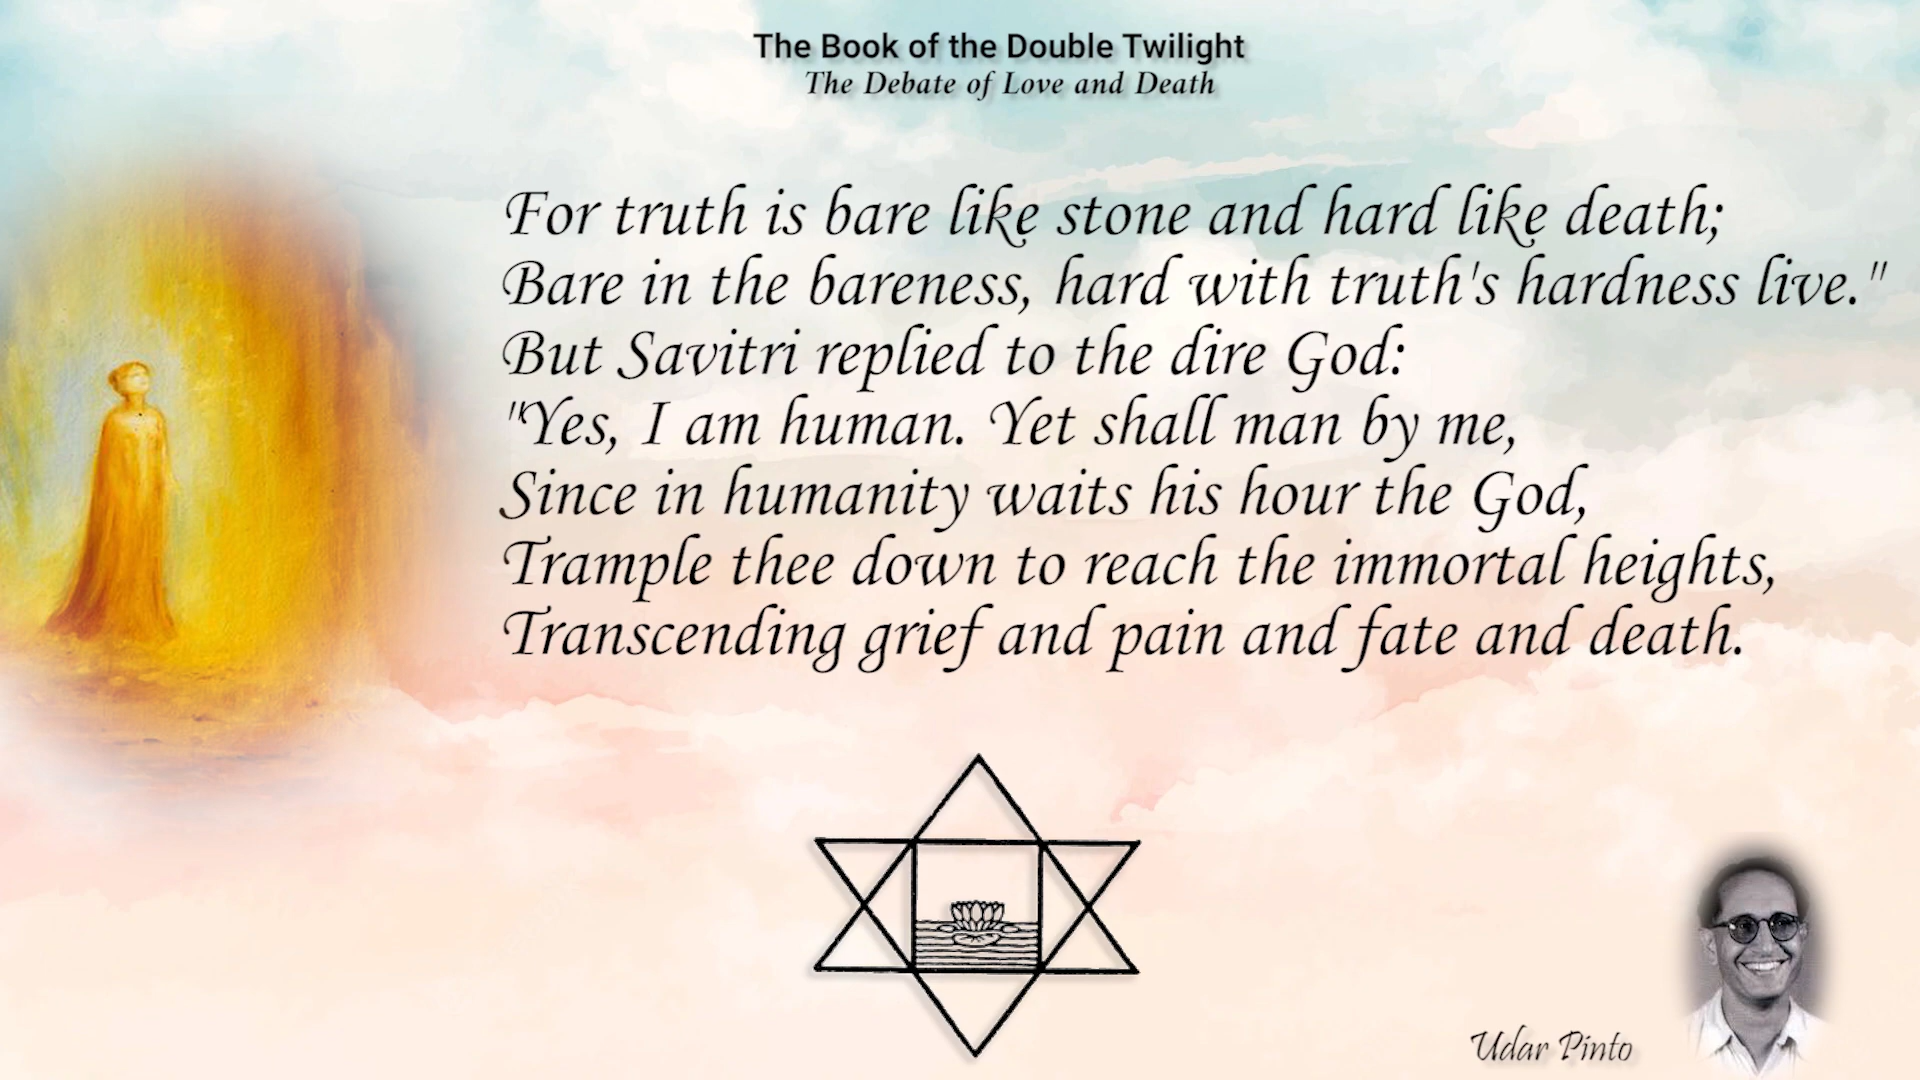 The Book of the Double Twilight
The Debate of Love and Death
For truth is bare like stone and hard like death;
Bare in the bareness, hard with truth's hardness live."
But Savitri replied to the dire God:
"Yes, I am human. Yet shall man by me,
Since in humanity waits his hour the God,
Trample thee down to reach the immortal heights,
Transcending grief and pain and fate and death.
Udar Pinto